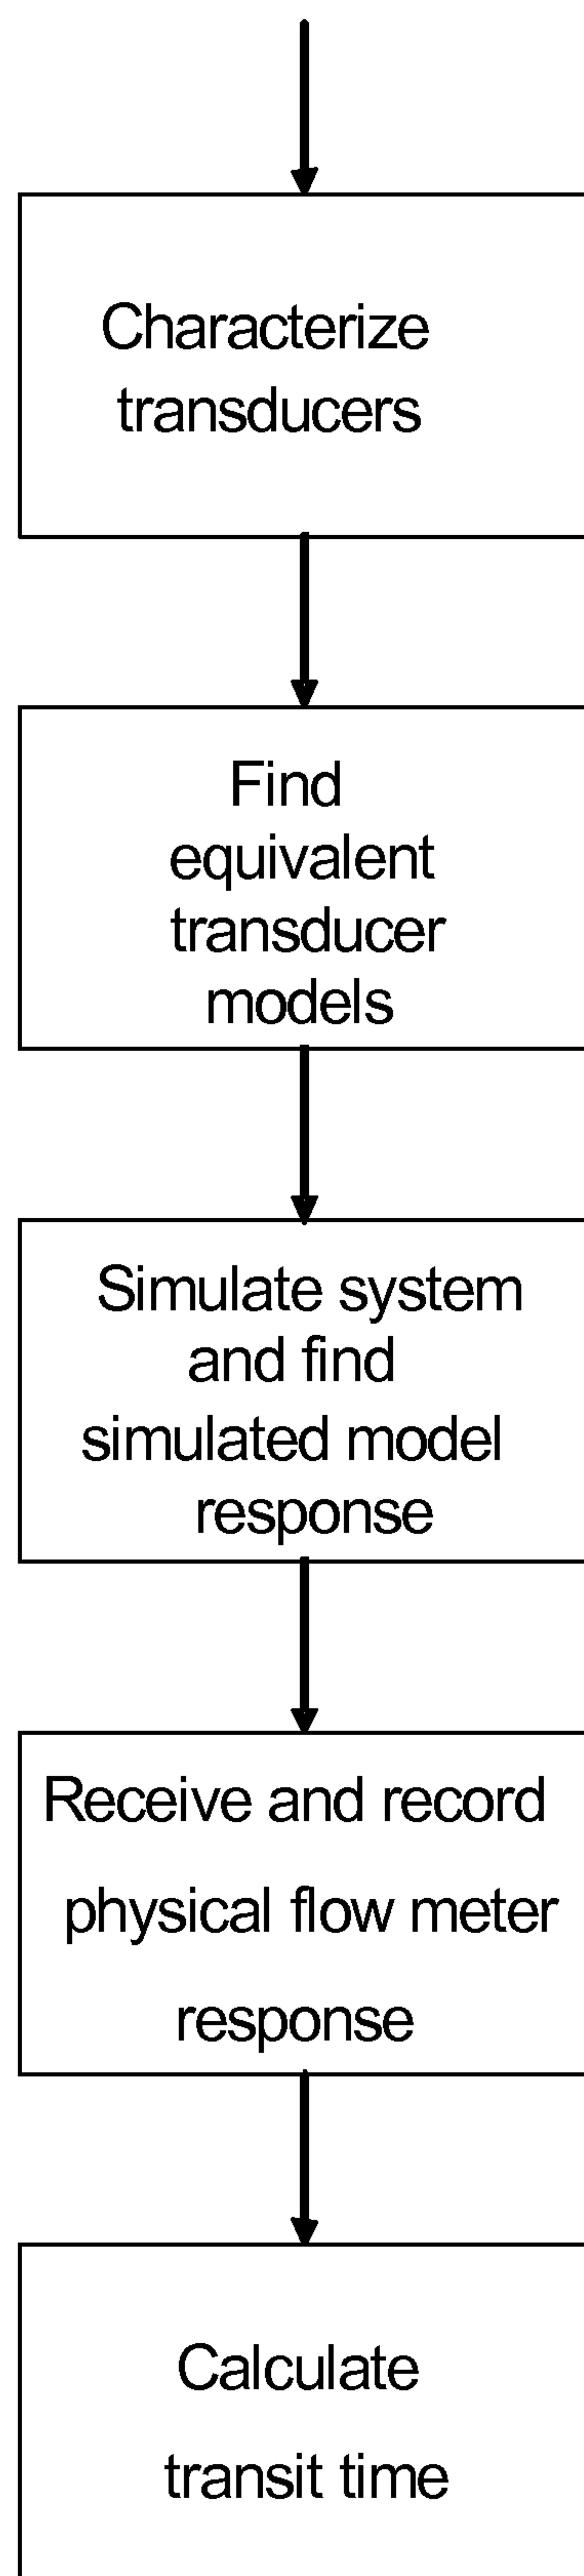 Characterize
transducers
Find
equivalent
transducer
models
Simulate system
and find
simulated model
response
Receive and record
physical flow meter
response
Calculate
transit time